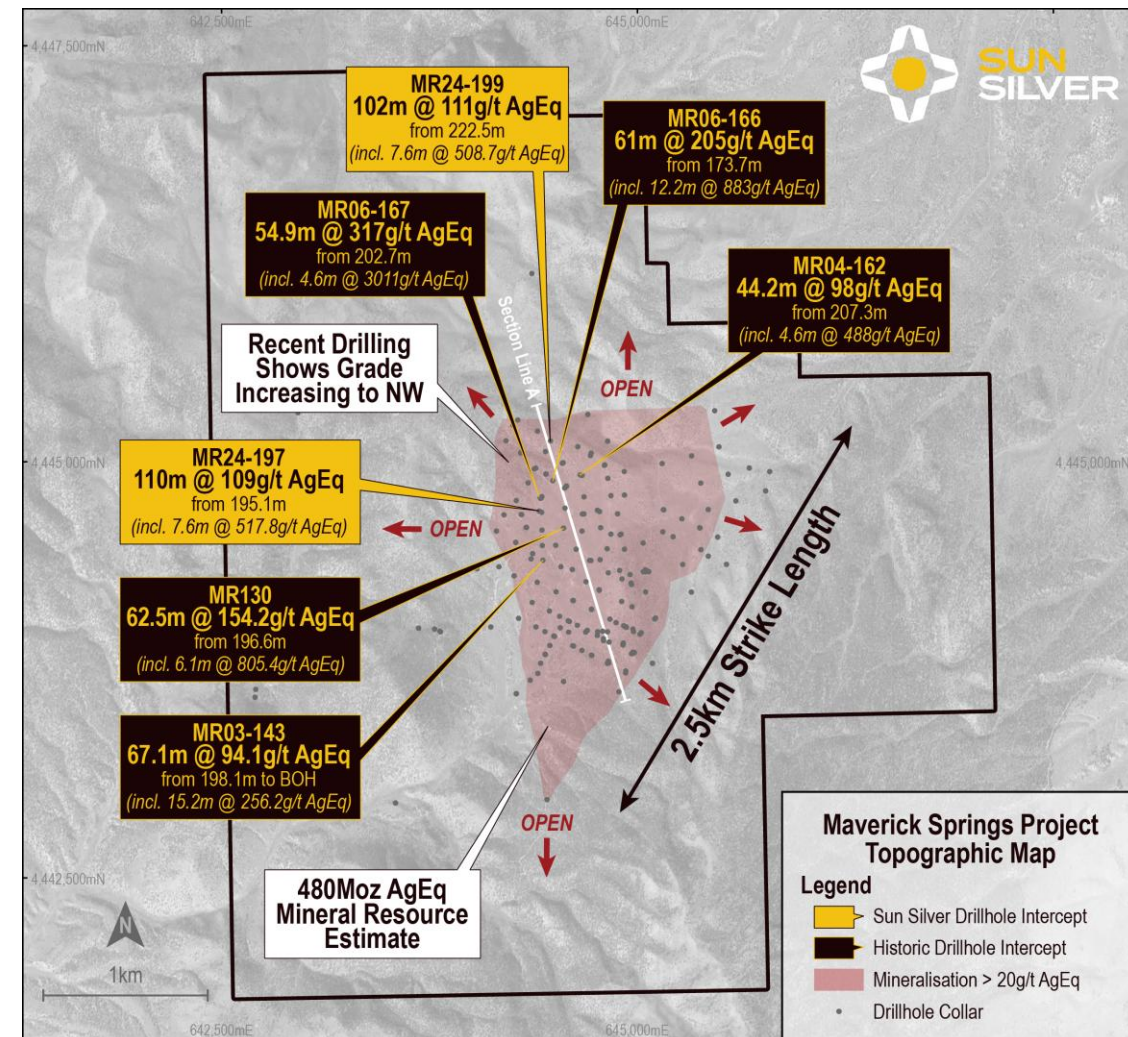 642,500mE
645,000mE
4,447,500mN
SUN
SILVER
MR24-199
102m @ 111g/t AgEq
from 222.5m
(incl. 7.6m @ 508.7g/t AgEq)
MR06-166
61m @ 205g/t AgEq
from 173.7m
(incl. 12.2m @ 883g/t AgEq)
MR06-167
54.9m @ 317g/t AgEq
from 202.7m
(incl. 4.6m @ 3011g/t AgEq)
MR04-162
44.2m @ 98g/t AgEq
from 207.3m
(incl. 4.6m @ 488g/t AgEq)
Section Line A
Recent Drilling
Shows Grade
Increasing to NW
OPEN
4,445,000mN
4,445,000mN
MR24-197
110m @ 109g/t AgEq
from 195.1m
(incl. 7.6m @ 517.8g/t AgEq)
OPEN
MR130
62.5m @ 154.2g/t AgEq
from 196.6m
(incl. 6.1m @ 805.4g/t AgEq)
2.5km Strike Length
MR03-143
67.1m @ 94.1g/t AgEq
from 198.1m to BOH
(incl. 15.2m @ 256.2g/t AgEq)
OPEN
480Moz AgEq
Mineral Resource
Estimate
4,442,500mN
N
1km
642,500mE
645,000mE
Maverick Springs Project
Topographic Map
Legend
Sun Silver Drillhole Intercept
Historic Drillhole Intercept
Mineralisation > 20g/t AgEq
Drillhole Collar